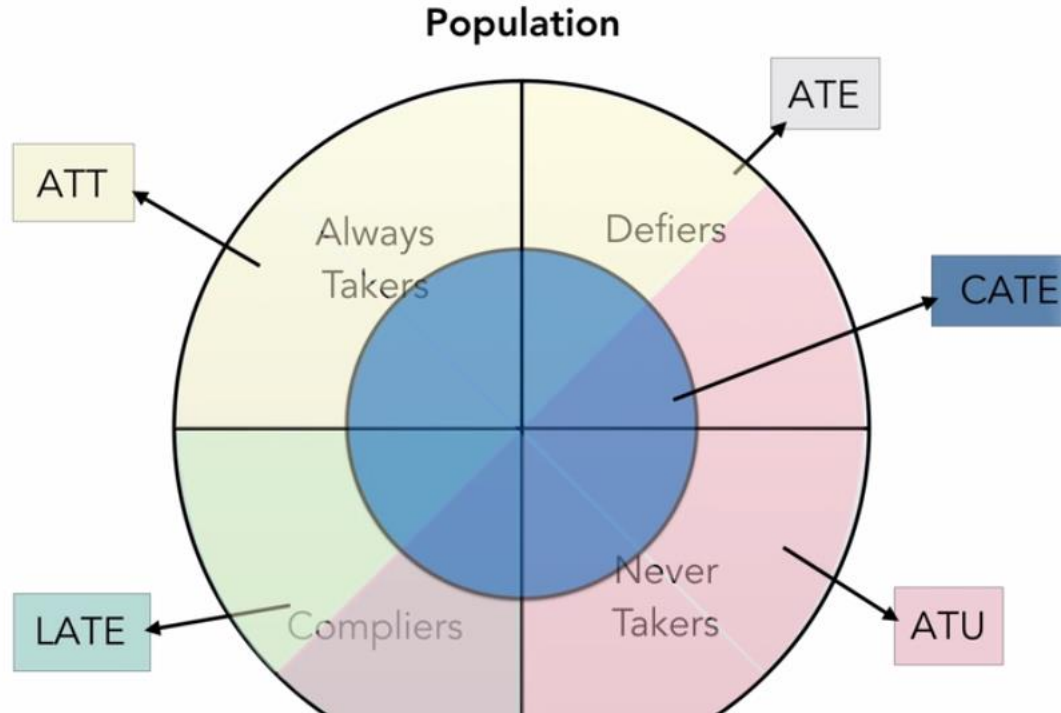 Population
ATE
ATT
Always
Takers
Defiers
CATE
Never
Takers
Compliers
LATE
ATU